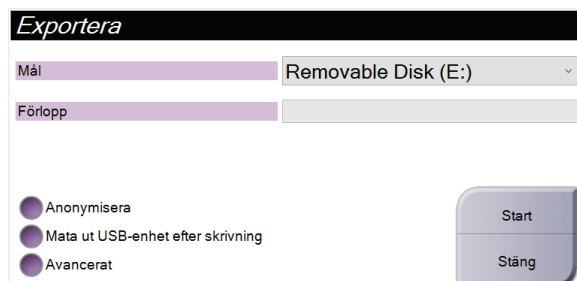 Exportera
Mål
Removable Disk (E:)
Förlopp
Anonymisera
Mata ut USB-enhet efter skrivning
Avancerat
Start
Stäng